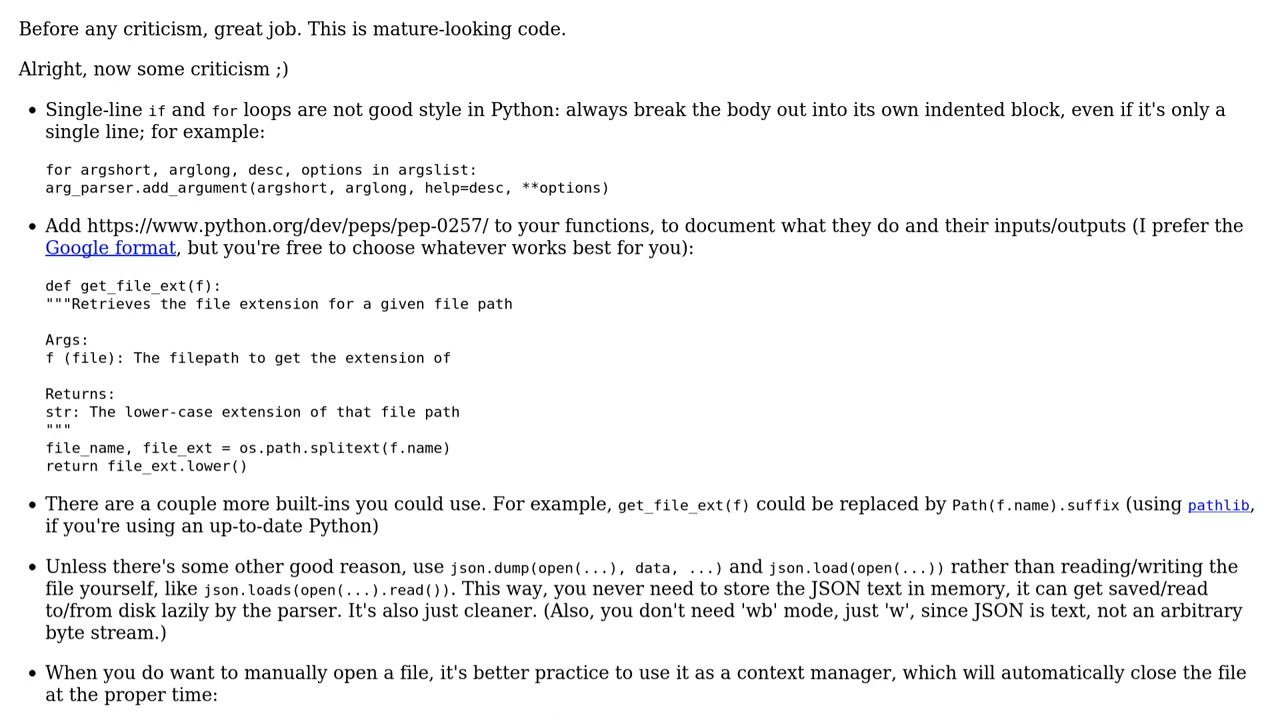 Before any criticism, great job. This is mature-looking code.
Alright, now some criticism ;)
• Single-line if and for loops are not good style in Python: always break the body out into its own indented block, even if it's only a
single line; for example:
for argshort, arglong, desc, options in argslist:
arg_parser.add_argument(argshort, arglong, help=desc, **options)
• Add https://www.python.org/dev/peps/pep-0257/ to your functions, to document what they do and their inputs/outputs (I prefer the
Google format, but you're free to choose whatever works best for you):
def get_file_ext(f):
"""Retrieves the file extension for a given file path
Args:
f (file): The filepath to get the extension of
Returns:
str: The lower-case extension of that file path
"""
file_name, file_ext = os.path.splitext(f.name)
return file_ext.lower()
• There are a couple more built-ins you could use. For example, get_file_ext(f) could be replaced by Path(f.name).suffix (using pathlib,
if you're using an up-to-date Python)
• Unless there's some other good reason, use json.dump(open(...), data, ...) and json.load(open(...)) rather than reading/writing the
file yourself, like json.loads(open(...).read()). This way, you never need to store the JSON text in memory, it can get saved/read
to/from disk lazily by the parser. It's also just cleaner. (Also, you don't need 'wb' mode, just 'w', since JSON is text, not an arbitrary
byte stream.)
• When you do want to manually open a file, it's better practice to use it as a context manager, which will automatically close the file
at the proper time: